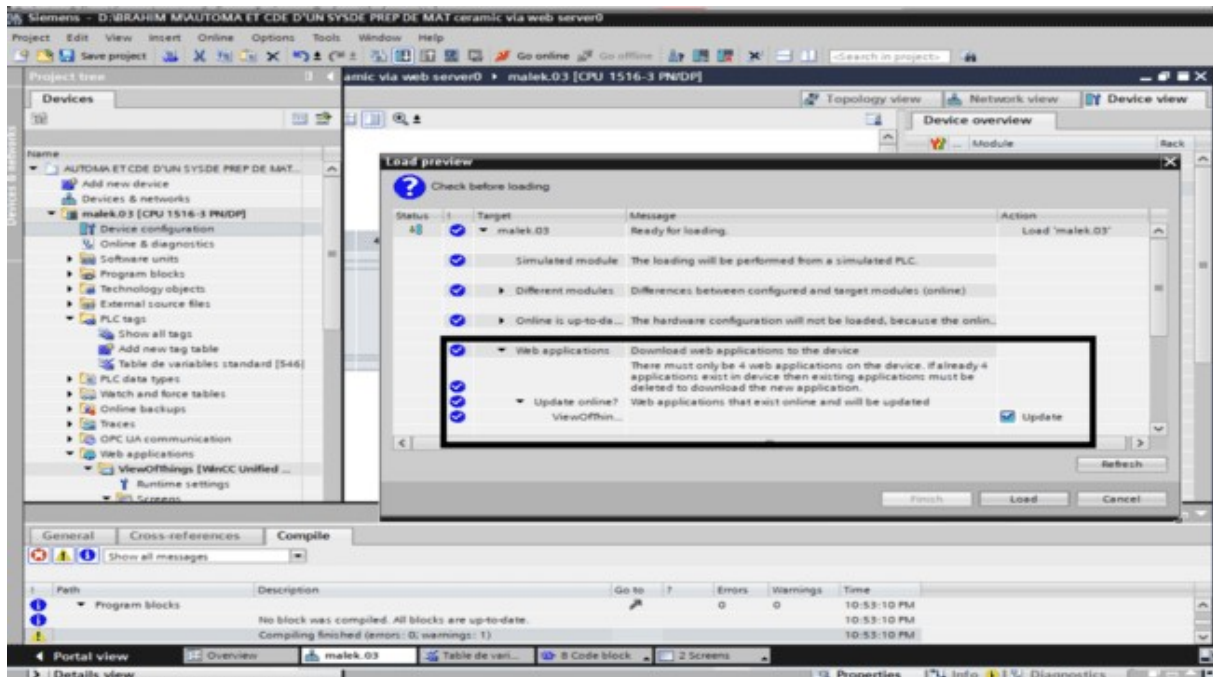 Siemens - D:\BRAHIM M\AUTOMA ET CDE D'UN SYSDE PREP DE MAT ceramic via web server0
Project Edit View Insert Online Options Tools Window Help
Save project Go online Go offline <Search in project>
Project tree
amic via web server0 ▸ malek.03 [CPU 1516-3 PN/DP]
Devices
Topology view Network view Device view
Device overview
Devices & Networks
... Module Rack
Name
AUTOMA ET CDE D'UN SYSDE PREP DE MAT...
Add new device
Devices & networks
malek.03 [CPU 1516-3 PN/DP]
Device configuration
Online & diagnostics
Software units
Program blocks
Technology objects
External source files
PLC tags
Show all tags
Add new tag table
Table de variables standard [546]
PLC data types
Watch and force tables
Online backups
Traces
OPC UA communication
Web applications
ViewOfThings [WinCC Unified ...
Runtime settings
Screens
Load preview
Check before loading
Status ! Target Message Action
malek.03 Ready for loading. Load 'malek.03'
Simulated module The loading will be performed from a simulated PLC.
Different modules Differences between configured and target modules (online)
Online is up-to-da... The hardware configuration will not be loaded, because the onlin..
Web applications Download web applications to the device
There must only be 4 web applications on the device. If already 4
applications exist in device then existing applications must be
deleted to download the new application.
Update online? Web applications that exist online and will be updated
ViewOfThin... Update
Refresh
Finish Load Cancel
General Cross-references Compile
Show all messages
! Path Description Go to ? Errors Warnings Time
Program blocks 0 0 10:53:10 PM
No block was compiled. All blocks are up-to-date. 10:53:10 PM
Compiling finished (errors: 0; warnings: 1) 10:53:10 PM
Portal view Overview malek.03 Table de vari... 8 Code block 2 Screens
Details view Properties Info Diagnostics